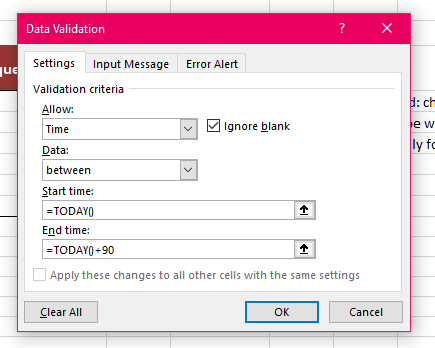 Data Validation
?
Settings
Input Message
Error Alert
que
Validation criteria
d: ch
Allow:
Time
Ignore blank
be w
Data:
ly fo
between
Start time:
=TODAY()
End time:
=TODAY()+90
Apply these changes to all other cells with the same settings
Clear All
OK
Cancel